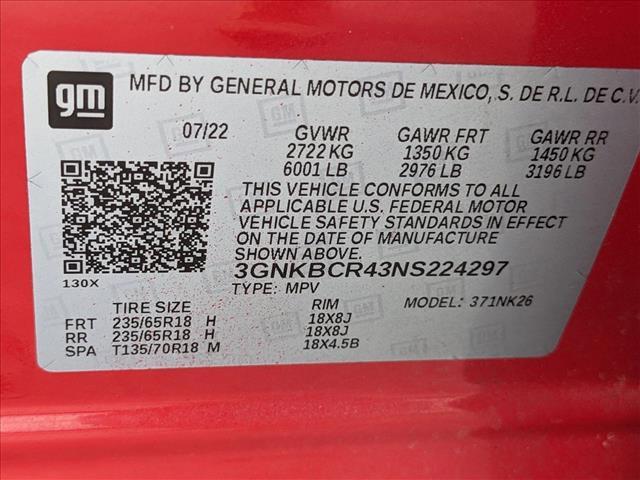 gm MFD BY GENERAL MOTORS DE MEXICO, S. DE R.L. DE C.V.
07/22 GVWR GAWR FRT GAWR RR
2722 KG 1350 KG 1450 KG
6001 LB 2976 LB 3196 LB
THIS VEHICLE CONFORMS TO ALL
APPLICABLE U.S. FEDERAL MOTOR
VEHICLE SAFETY STANDARDS IN EFFECT
ON THE DATE OF MANUFACTURE
SHOWN ABOVE.
3GNKBCR43NS224297
130X TYPE: MPV MODEL: 371NK26
TIRE SIZE RIM
FRT 235/65R18 H 18X8J
RR 235/65R18 H 18X8J
SPA T135/70R18 M 18X4.5B